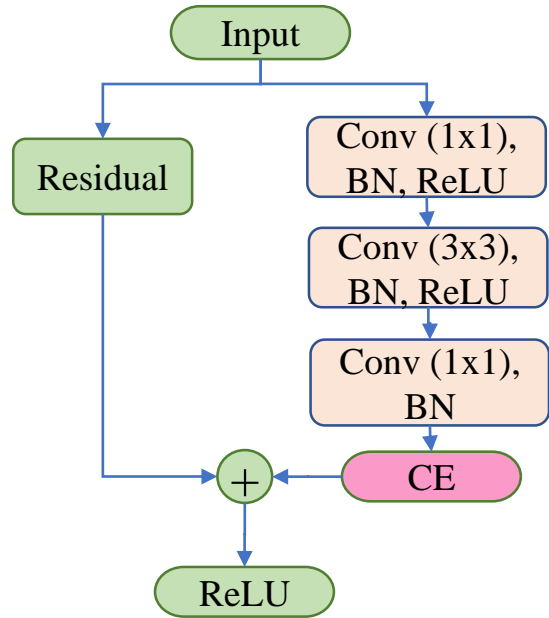 Input
Residual
Conv (1x1),
BN, ReLU
Conv (3x3),
BN, ReLU
Conv (1x1),
BN
CE
+
ReLU